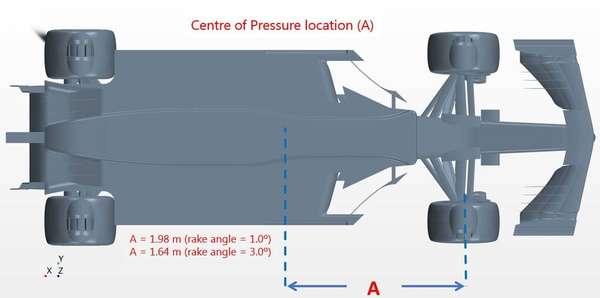 Centre of Pressure location (A)
A = 1.98 m (rake angle = 1.0º)
A = 1.64 m (rake angle = 3.0º)
Y
X Z
A